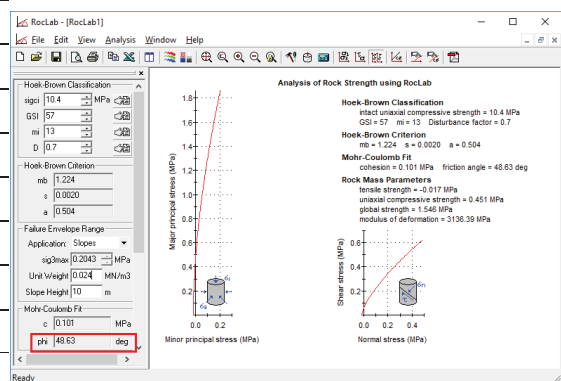 RocLab - [RocLab1]
File Edit View Analysis Window Help
Hoek-Brown Classification
sigci 10.4 MPa
GSI 57
mi 13
D 0.7
Hoek-Brown Criterion
mb 1.224
s 0.0020
a 0.504
Failure Envelope Range
Application: Slopes
sig3max 0.2043 MPa
Unit Weight 0.024 MN/m3
Slope Height 10 m
Mohr-Coulomb Fit
c 0.101 MPa
phi 48.63 deg
Ready
Analysis of Rock Strength using RocLab
Hoek-Brown Classification
intact uniaxial compressive strength = 10.4 MPa
GSI = 57 mi = 13 Disturbance factor = 0.7
Hoek-Brown Criterion
mb = 1.224 s = 0.0020 a = 0.504
Mohr-Coulomb Fit
cohesion = 0.101 MPa friction angle = 48.63 deg
Rock Mass Parameters
tensile strength = -0.017 MPa
uniaxial compressive strength = 0.451 MPa
global strength = 1.546 MPa
modulus of deformation = 3138.39 MPa
Major principal stress (MPa)
1.8
1.6
1.4
1.2
1.0
0.8
0.6
0.4
0.2
0.0 0.2
Minor principal stress (MPa)
Shear stress (MPa)
0.6
0.4
0.2
0.0 0.2 0.4
Normal stress (MPa)